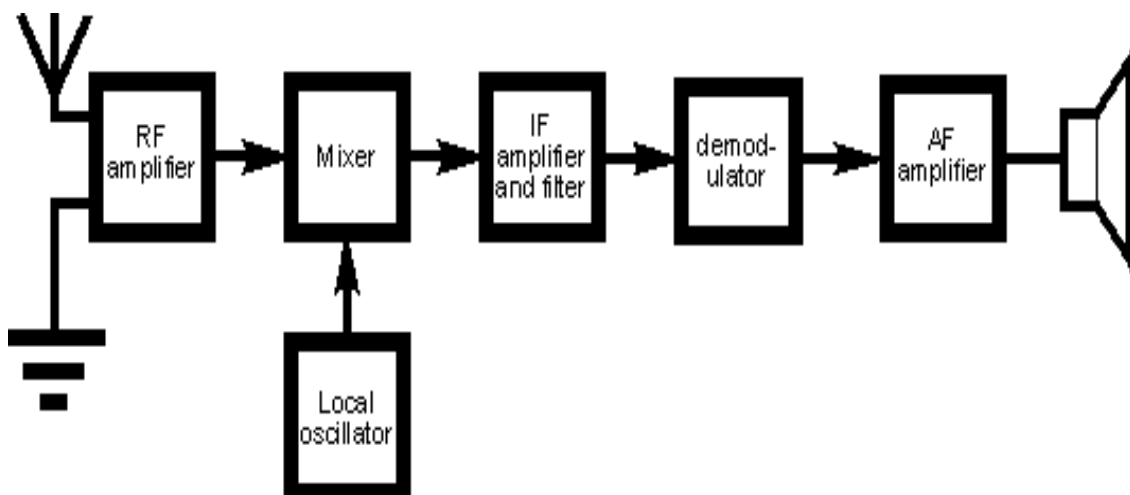 RF
amplifier
Mixer
IF
amplifier
and filter
demod-
ulator
AF
amplifier
Local
oscillator